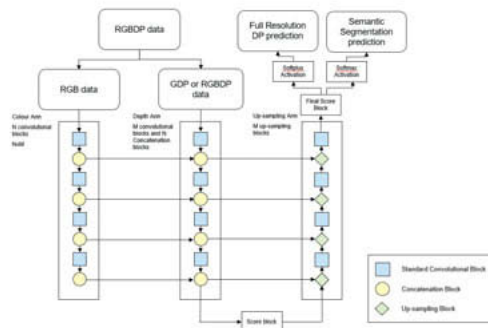 RGBDP data
Full Resolution
DP prediction
Semantic
Segmentation
prediction
RGB data
GDP or RGBDP
data
Softplus
Activation
Softmax
Activation
Final Score
Block
Colour Arm
N convolutional
blocks
Depth Arm
M convolutional
blocks and N
Concatenation
blocks
Up-sampling Arm
M up-sampling
blocks
Score block
Standard Convolutional Block
Concatenation Block
Up-sampling Block